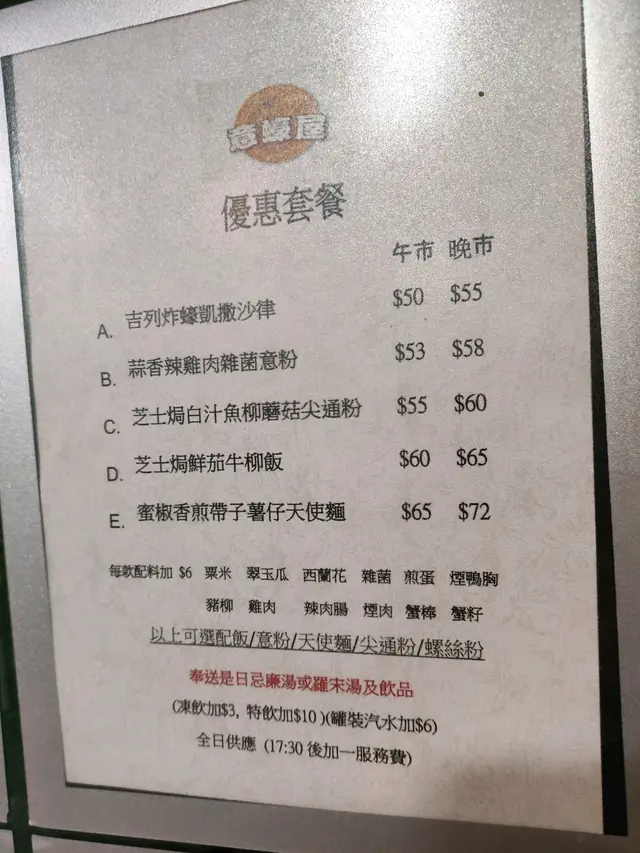 意蠔屋
優惠套餐
午市 晚市
A. 吉列炸蠔凱撒沙律 $50 $55
B. 蒜香辣雞肉雜菌意粉 $53 $58
C. 芝士焗白汁魚柳蘑菇尖通粉 $55 $60
D. 芝士焗鮮茄牛柳飯 $60 $65
E. 蜜椒香煎帶子薯仔天使麵 $65 $72
每款配料加 $6 粟米 翠玉瓜 西蘭花 雜菌 煎蛋 煙鴨胸
豬柳 雞肉 辣肉腸 煙肉 蟹棒 蟹籽
以上可選配飯/意粉/天使麵/尖通粉/螺絲粉
奉送是日忌廉湯或羅宋湯及飲品
(凍飲加$3, 特飲加$10 )(罐裝汽水加$6)
全日供應 (17:30 後加一服務費)